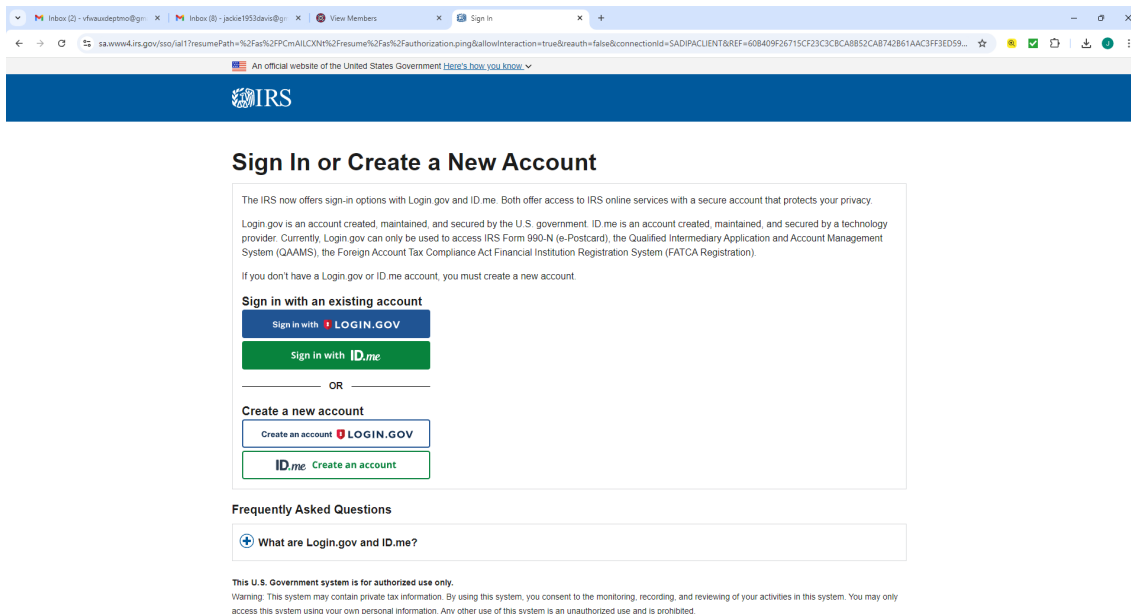 Inbox (2) - vfwauxdeptmo@gm
Inbox (8) - jackie1953davis@gm
View Members
Sign In
sa.www4.irs.gov/sso/ial1?resumePath=%2Fas%2FPCmAILCXNt%2Fresume%2Fas%2Fauthorization.ping&allowInteraction=true&reauth=false&connectionId=SADIPACLIENT&REF=60B409F26715CF23C3CBCA8B52CAB742B61AAC3FF3ED59...
J
An official website of the United States Government Here's how you know
IRS
Sign In or Create a New Account
The IRS now offers sign-in options with Login.gov and ID.me. Both offer access to IRS online services with a secure account that protects your privacy.
Login.gov is an account created, maintained, and secured by the U.S. government. ID.me is an account created, maintained, and secured by a technology
provider. Currently, Login.gov can only be used to access IRS Form 990-N (e-Postcard), the Qualified Intermediary Application and Account Management
System (QAAMS), the Foreign Account Tax Compliance Act Financial Institution Registration System (FATCA Registration).
If you don't have a Login.gov or ID.me account, you must create a new account.
Sign in with an existing account
Sign in with LOGIN.GOV
Sign in with ID.me
OR
Create a new account
Create an account LOGIN.GOV
ID.me Create an account
Frequently Asked Questions
What are Login.gov and ID.me?
This U.S. Government system is for authorized use only.
Warning: This system may contain private tax information. By using this system, you consent to the monitoring, recording, and reviewing of your activities in this system. You may only
access this system using your own personal information. Any other use of this system is an unauthorized use and is prohibited.